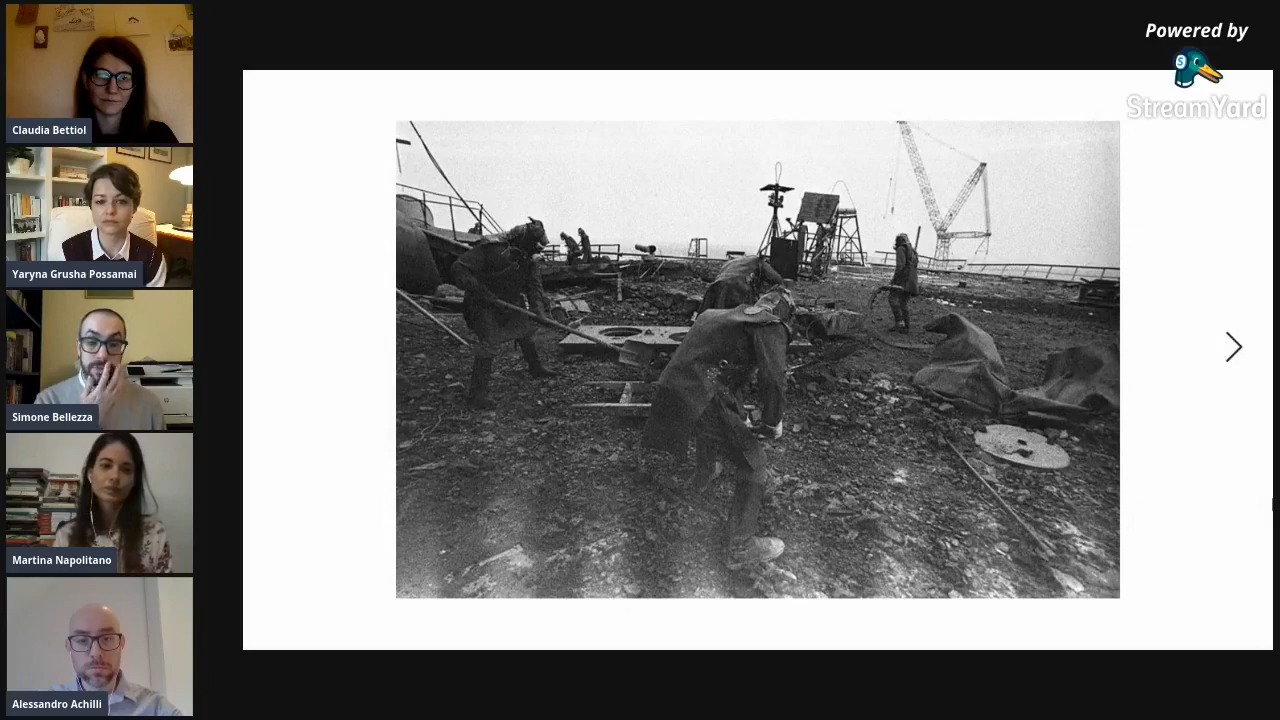 Claudia Bettiol
Yaryna Grusha Possamai
Simone Bellezza
Martina Napolitano
Alessandro Achilli
Powered by
S
StreamYard